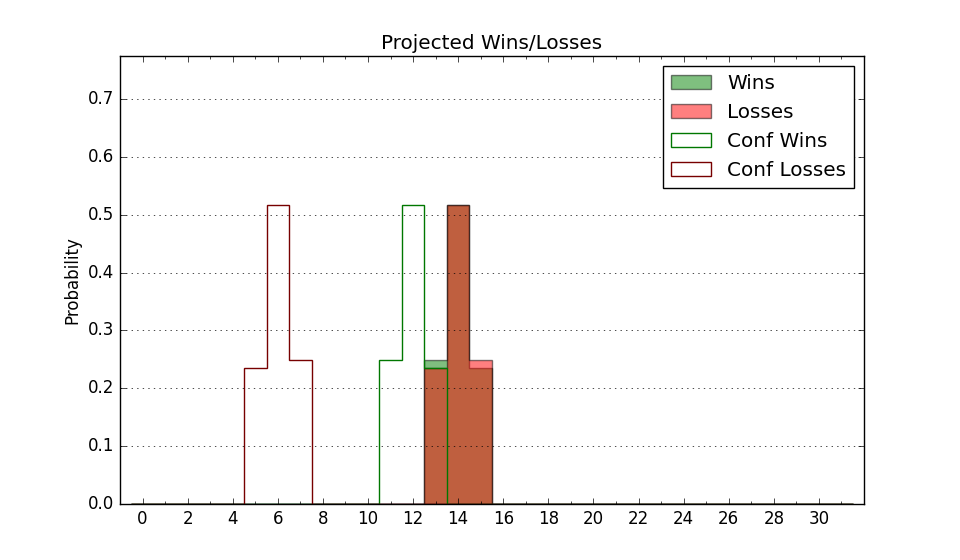 Projected Wins/Losses
Wins
Losses
Conf Wins
Conf Losses
Probability
0.7
0.6
0.5
0.4
0.3
0.2
0.1
0.0
0 2 4 6 8 10 12 14 16 18 20 22 24 26 28 30